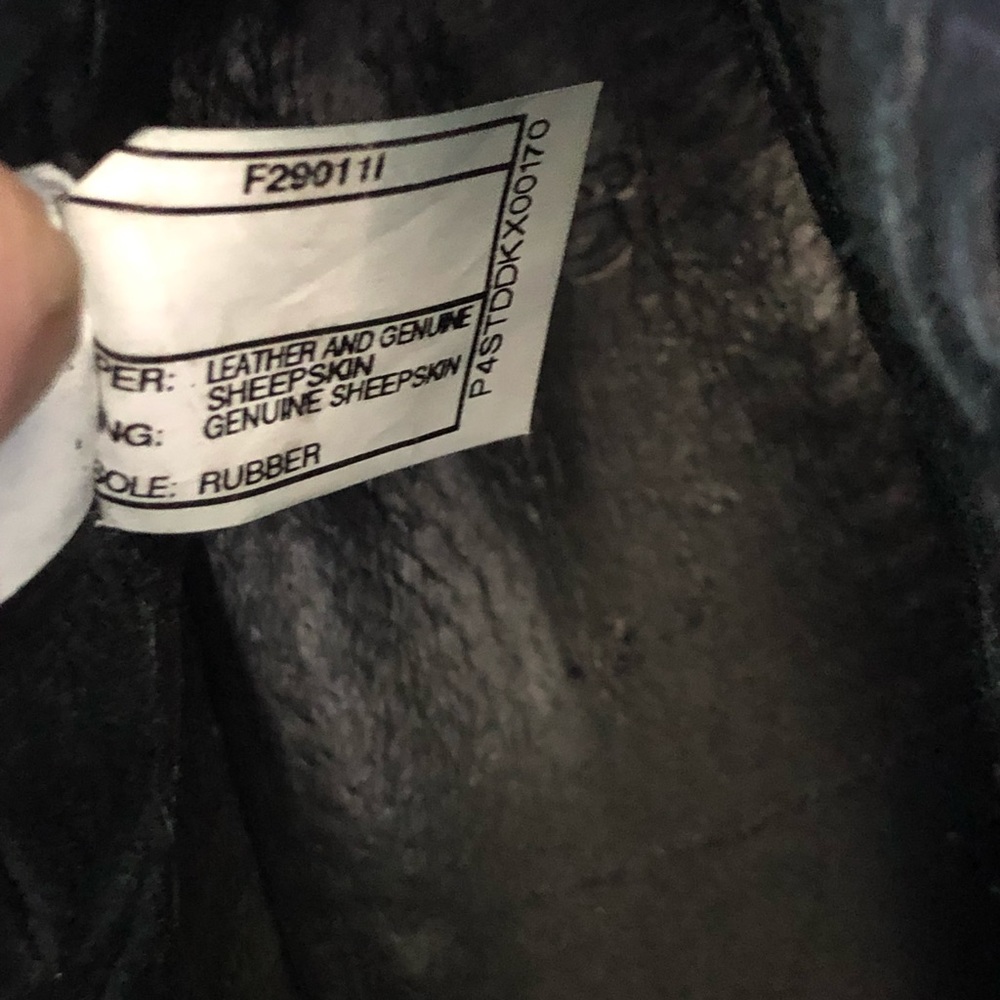 F29011I
PER: LEATHER AND GENUINE
SHEEPSKIN
NG: GENUINE SHEEPSKIN
SOLE: RUBBER
P4STDDKX00170